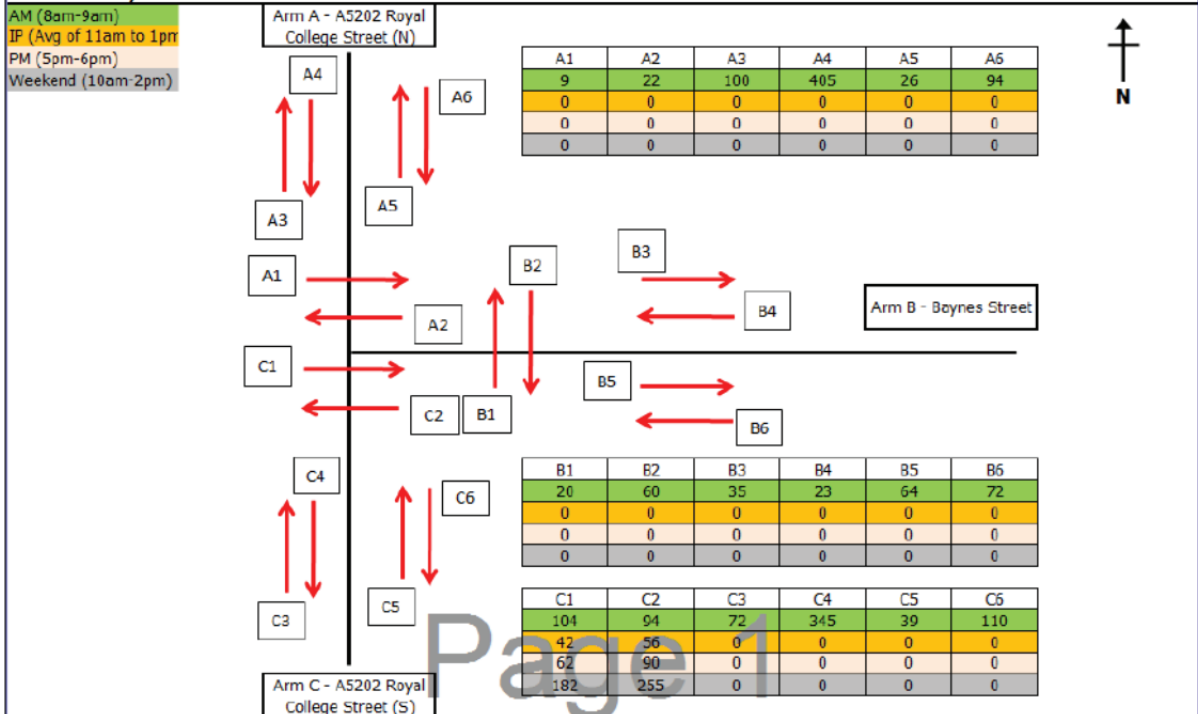 AM (8am-9am)
IP (Avg of 11am to 1pm
PM (5pm-6pm)
Weekend (10am-2pm)
Arm A - A5202 Royal
College Street (N)
A4
A6
A3
A5
N
A1 A2 A3 A4 A5 A6
9 22 100 405 26 94
0 0 0 0 0 0
0 0 0 0 0 0
0 0 0 0 0 0
A1
A2
B2
B3
B4
Arm B - Baynes Street
C1
C2
B1
B5
B6
C4
C6
C3
C5
B1 B2 B3 B4 B5 B6
20 60 35 23 64 72
0 0 0 0 0 0
0 0 0 0 0 0
0 0 0 0 0 0
C1 C2 C3 C4 C5 C6
104 94 72 345 39 110
42 56 0 0 0 0
62 90 0 0 0 0
182 255 0 0 0 0
Page 1
Arm C - A5202 Royal
College Street (S)